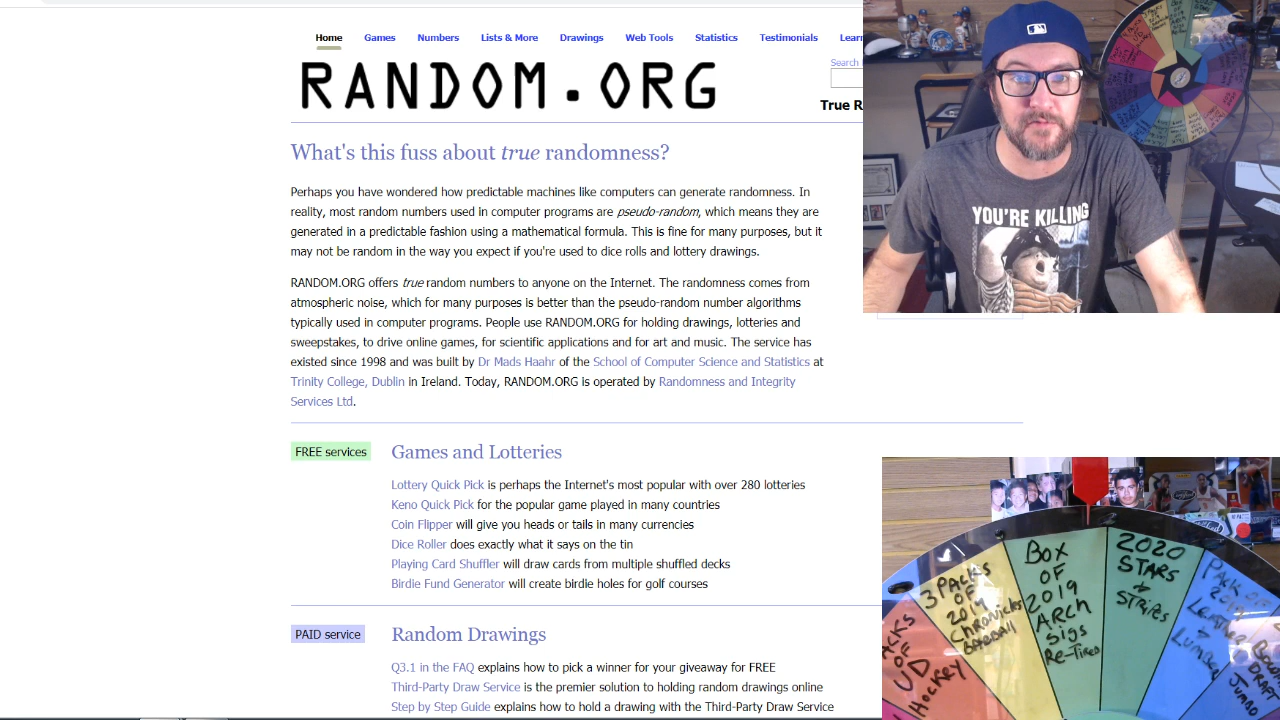 Home Games Numbers Lists & More Drawings Web Tools Statistics Testimonials Learn
RANDOM.ORG
Search
True R
What's this fuss about true randomness?
Perhaps you have wondered how predictable machines like computers can generate randomness. In
reality, most random numbers used in computer programs are pseudo-random, which means they are
generated in a predictable fashion using a mathematical formula. This is fine for many purposes, but it
may not be random in the way you expect if you're used to dice rolls and lottery drawings.
RANDOM.ORG offers true random numbers to anyone on the Internet. The randomness comes from
atmospheric noise, which for many purposes is better than the pseudo-random number algorithms
typically used in computer programs. People use RANDOM.ORG for holding drawings, lotteries and
sweepstakes, to drive online games, for scientific applications and for art and music. The service has
existed since 1998 and was built by Dr Mads Haahr of the School of Computer Science and Statistics at
Trinity College, Dublin in Ireland. Today, RANDOM.ORG is operated by Randomness and Integrity
Services Ltd.
FREE services
Games and Lotteries
Lottery Quick Pick is perhaps the Internet's most popular with over 280 lotteries
Keno Quick Pick for the popular game played in many countries
Coin Flipper will give you heads or tails in many currencies
Dice Roller does exactly what it says on the tin
Playing Card Shuffler will draw cards from multiple shuffled decks
Birdie Fund Generator will create birdie holes for golf courses
PAID service
Random Drawings
Q3.1 in the FAQ explains how to pick a winner for your giveaway for FREE
Third-Party Draw Service is the premier solution to holding random drawings online
Step by Step Guide explains how to hold a drawing with the Third-Party Draw Service
YOU'RE KILLING
UD
HOCKEY
3 PACKS
OF
2019
CHRONICLES
BASEBALL
BOX
OF
2019
ARCH
SIGS
RE-TIRED
2020
STARS
+
STRIPES
PACK OF
LEATHER
LUMBER
DRAFT
JUMBO